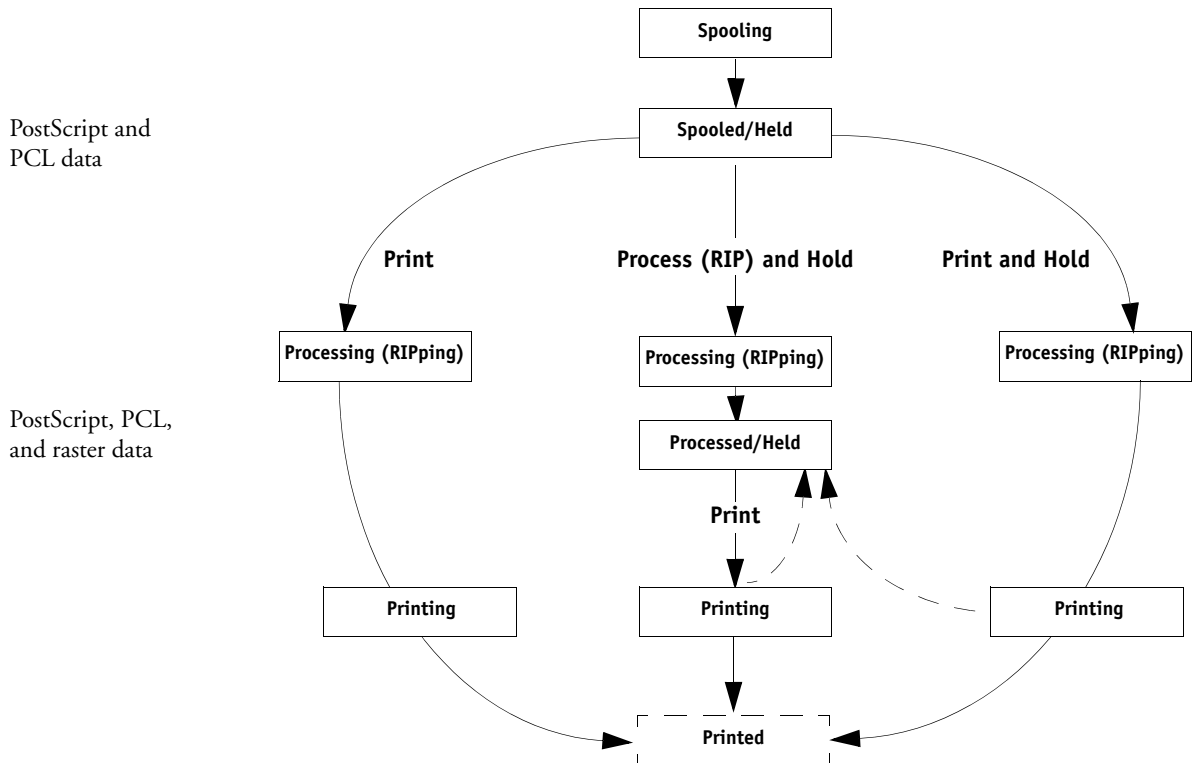 Spooling
PostScript and
PCL data
Spooled/Held
Print
Process (RIP) and Hold
Print and Hold
Processing (RIPping)
Processing (RIPping)
Processing (RIPping)
PostScript, PCL,
and raster data
Processed/Held
Print
Printing
Printing
Printing
Printed